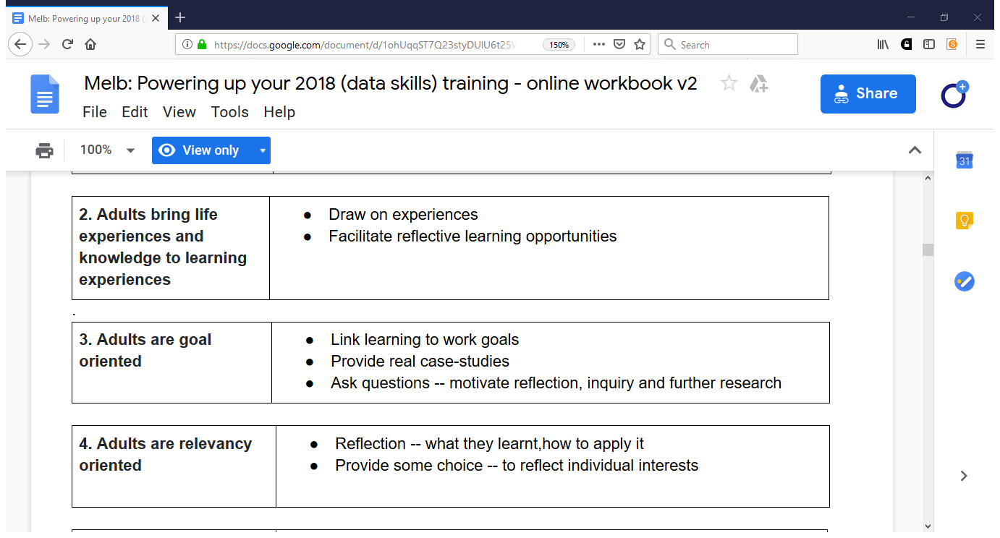 Melb: Powering up your 2018 (
https://docs.google.com/document/d/1ohUqqST7Q23styDUlU6t25V
150%
Search
Melb: Powering up your 2018 (data skills) training - online workbook v2
File Edit View Tools Help
Share
100%
View only
31
2. Adults bring life
experiences and
knowledge to learning
experiences
● Draw on experiences
● Facilitate reflective learning opportunities
.
3. Adults are goal
oriented
● Link learning to work goals
● Provide real case-studies
● Ask questions -- motivate reflection, inquiry and further research
4. Adults are relevancy
oriented
● Reflection -- what they learnt,how to apply it
● Provide some choice -- to reflect individual interests